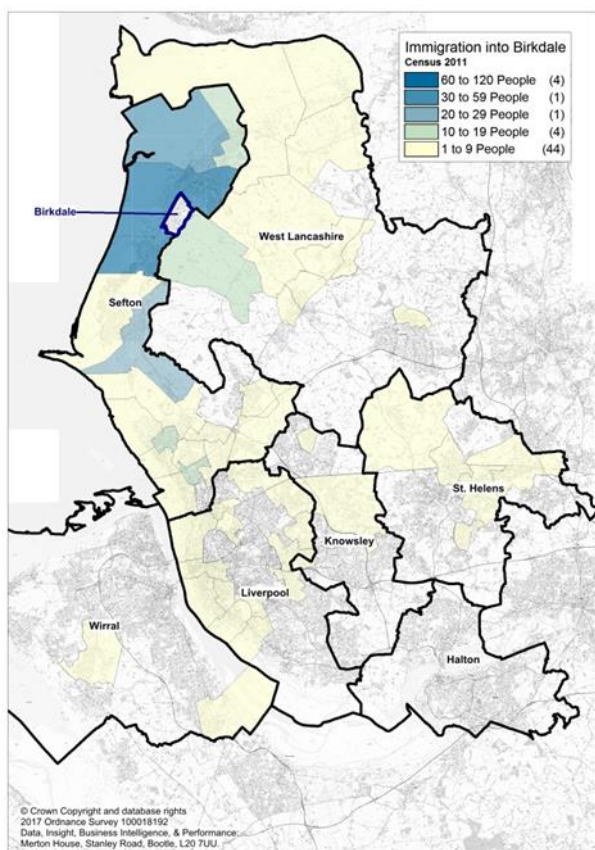 Immigration into Birkdale
Census 2011
60 to 120 People (4)
30 to 59 People (1)
20 to 29 People (1)
10 to 19 People (4)
1 to 9 People (44)
Birkdale
West Lancashire
Sefton
St. Helens
Knowsley
Liverpool
Wirral
Halton
© Crown Copyright and database rights
2017 Ordnance Survey 100018192
Data, Insight, Business Intelligence, & Performance,
Merton House, Stanley Road, Bootle, L20 7UU.